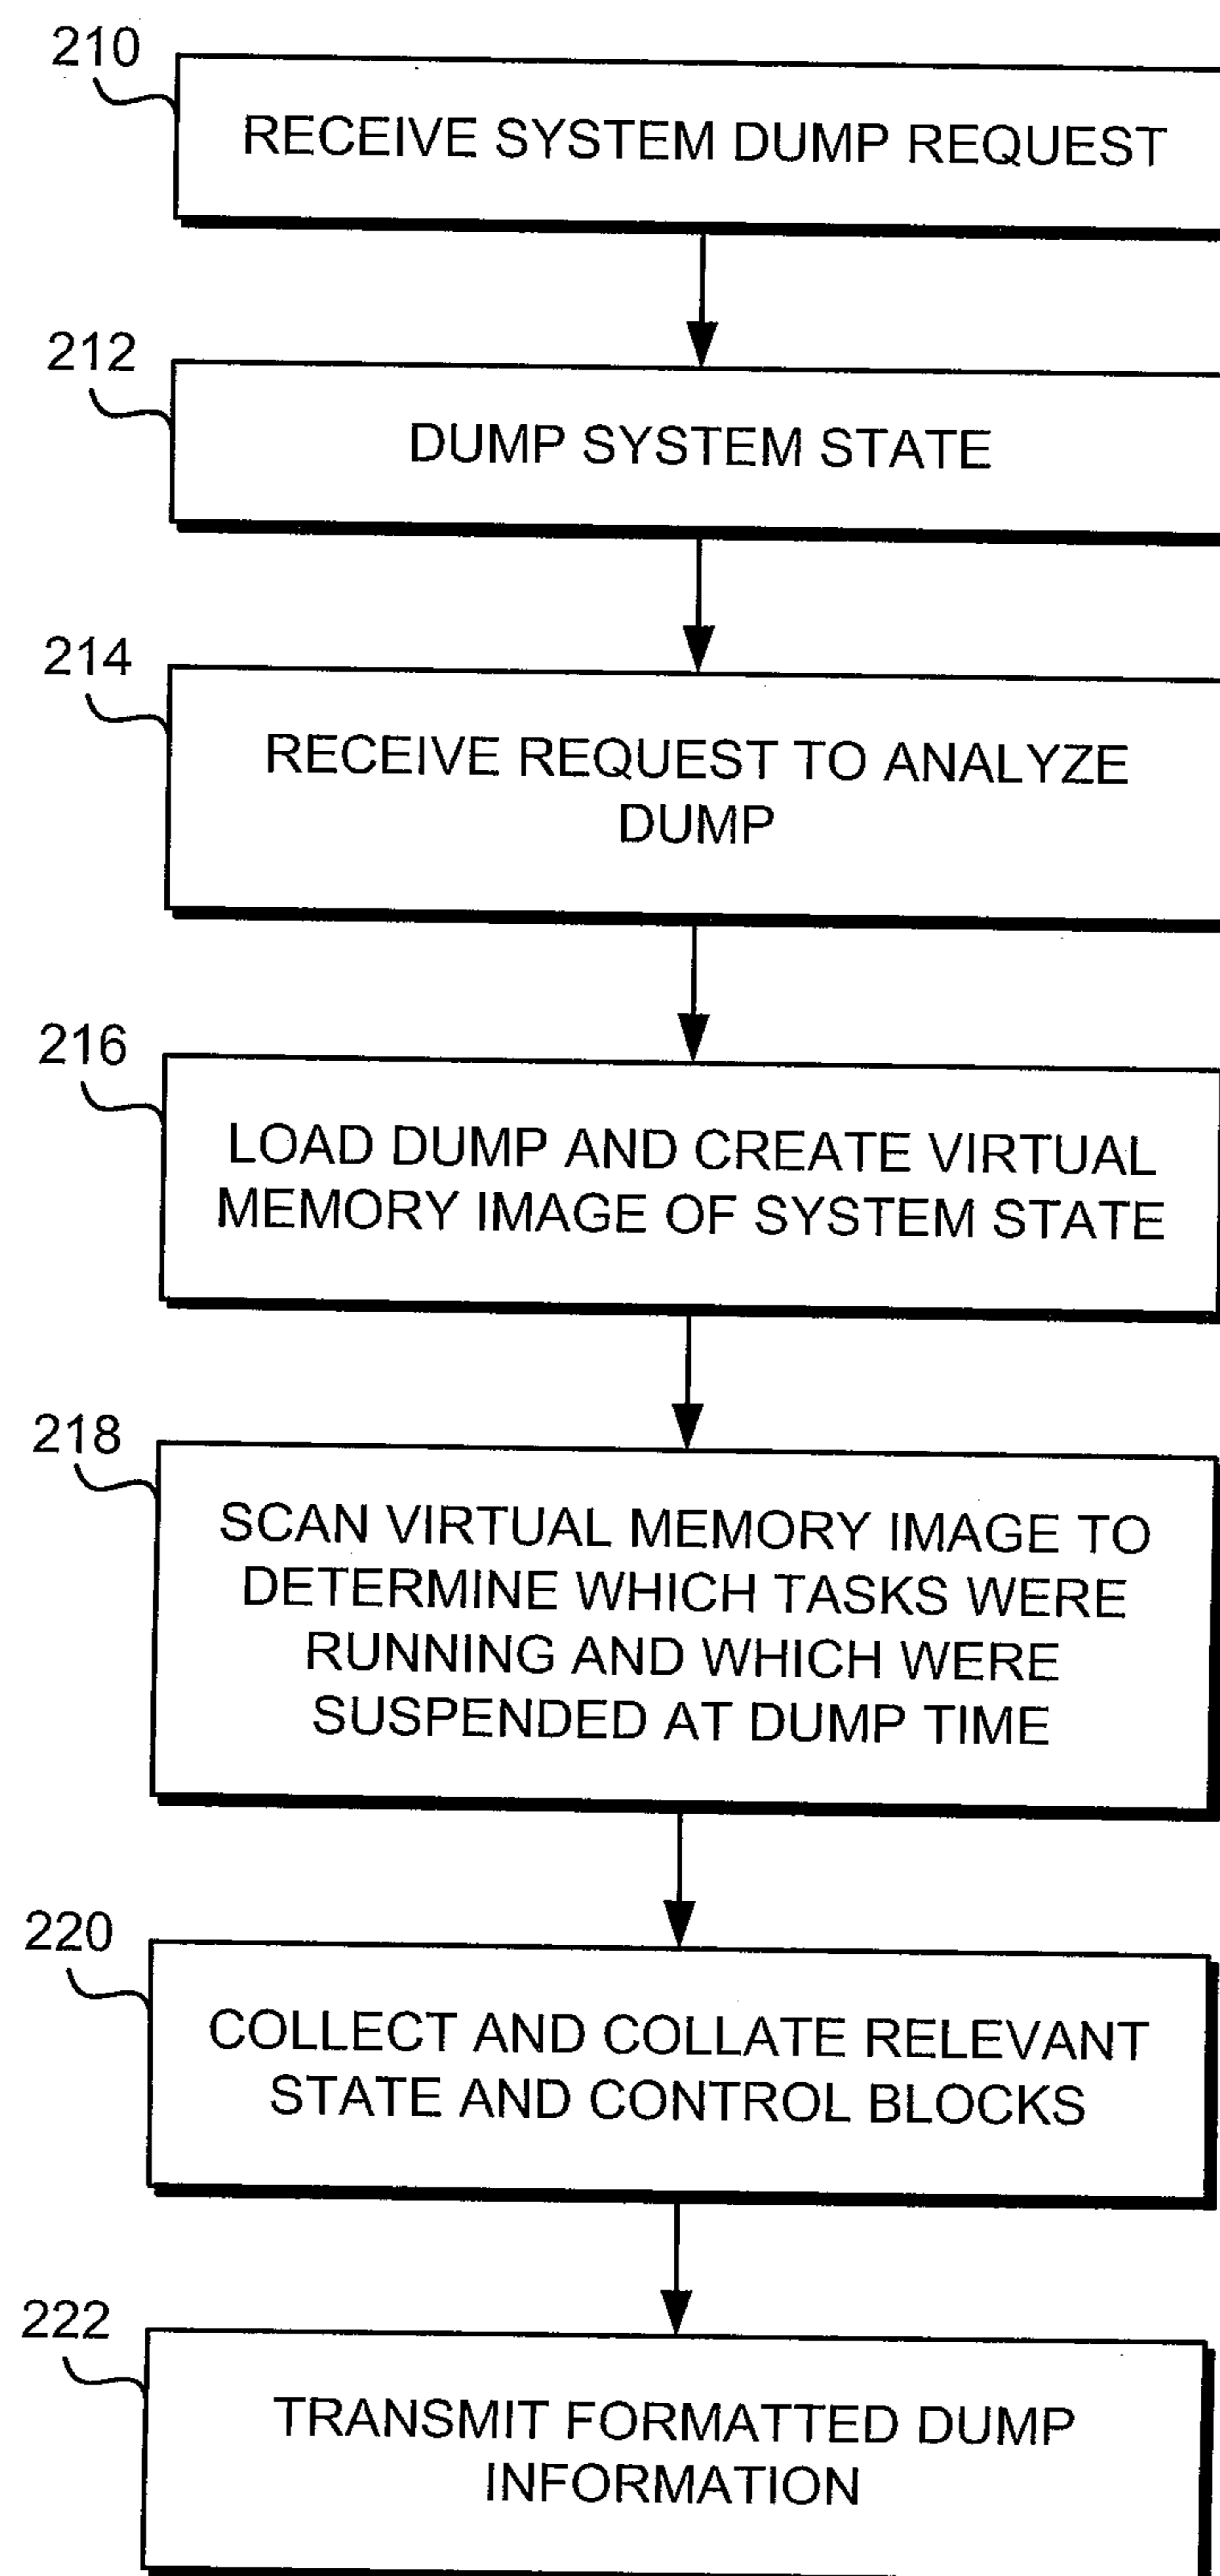 210
RECEIVE SYSTEM DUMP REQUEST
212
DUMP SYSTEM STATE
214
RECEIVE REQUEST TO ANALYZE
DUMP
216
LOAD DUMP AND CREATE VIRTUAL
MEMORY IMAGE OF SYSTEM STATE
218
SCAN VIRTUAL MEMORY IMAGE TO
DETERMINE WHICH TASKS WERE
RUNNING AND WHICH WERE
SUSPENDED AT DUMP TIME
220
COLLECT AND COLLATE RELEVANT
STATE AND CONTROL BLOCKS
222
TRANSMIT FORMATTED DUMP
INFORMATION